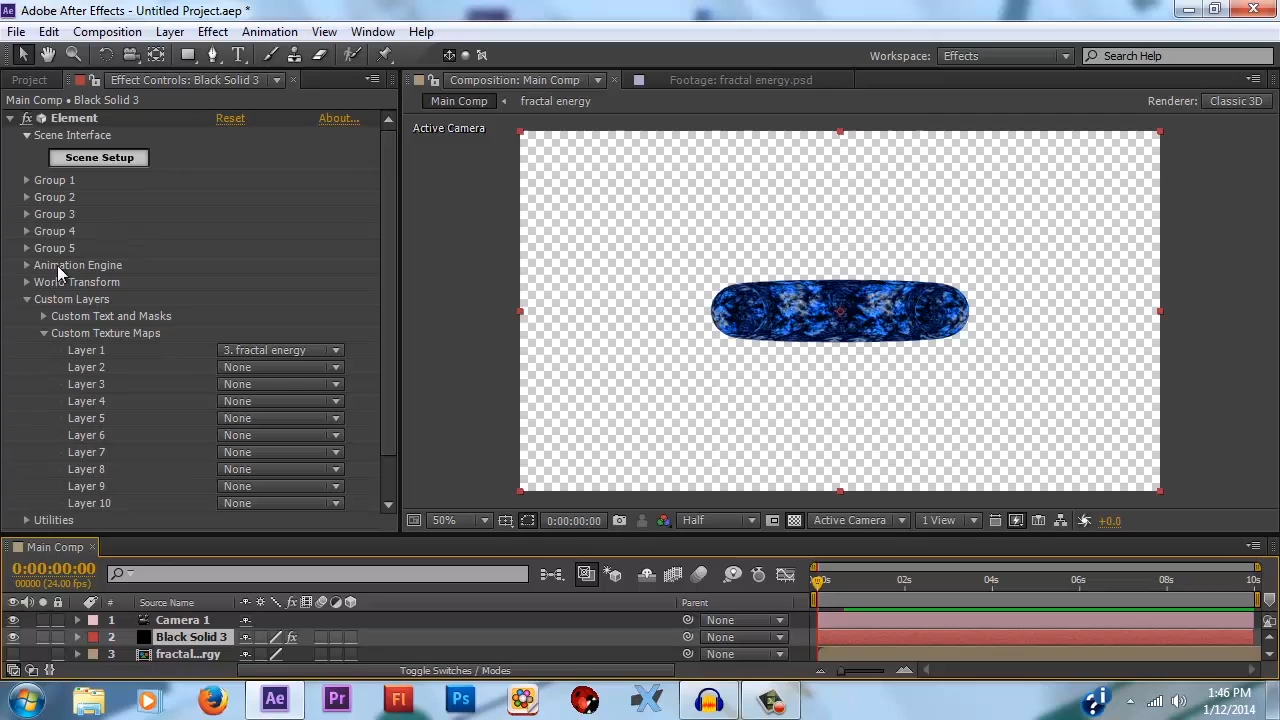 Ae Adobe After Effects - Untitled Project.aep *
File Edit Composition Layer Effect Animation View Window Help
Workspace: Effects Search Help
Project Effect Controls: Black Solid 3 Composition: Main Comp Footage: fractal energy.psd
Main Comp • Black Solid 3 Main Comp fractal energy Renderer: Classic 3D
fx Element Reset About...
Active Camera
Scene Interface
Scene Setup
Group 1
Group 2
Group 3
Group 4
Group 5
Animation Engine
World Transform
Custom Layers
Custom Text and Masks
Custom Texture Maps
Layer 1 3. fractal energy
Layer 2 None
Layer 3 None
Layer 4 None
Layer 5 None
Layer 6 None
Layer 7 None
Layer 8 None
Layer 9 None
Layer 10 None
Utilities
50% 0:00:00:00 Half Active Camera 1 View +0.0
Main Comp
0:00:00:00
00000 (24.00 fps)
02s 04s 06s 08s 10s
# Source Name fx Parent
1 Camera 1 None
2 Black Solid 3 fx None
3 fractal...rgy None
Toggle Switches / Modes
Ae Pr Fl Ps
1:46 PM
1/12/2014